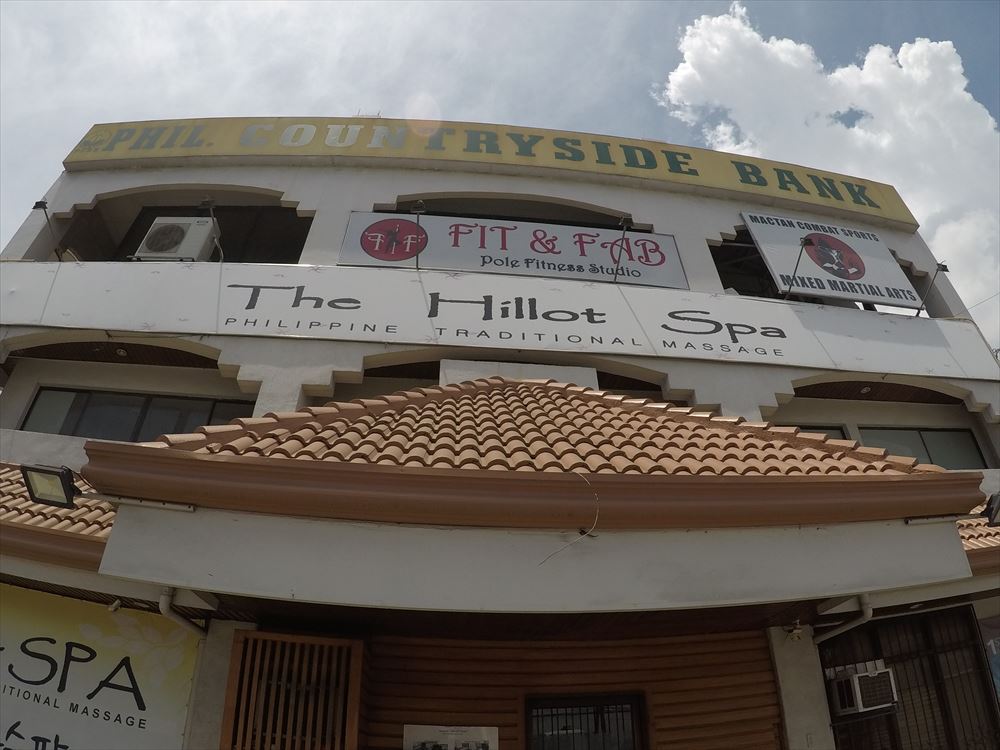 PHIL. COUNTRYSIDE BANK
F F
FIT & FAB
Pole Fitness Studio
MACTAN COMBAT SPORTS
MIXED MARTIAL ARTS
The Hillot Spa
PHILIPPINE TRADITIONAL MASSAGE
SPA
ITIONAL MASSAGE